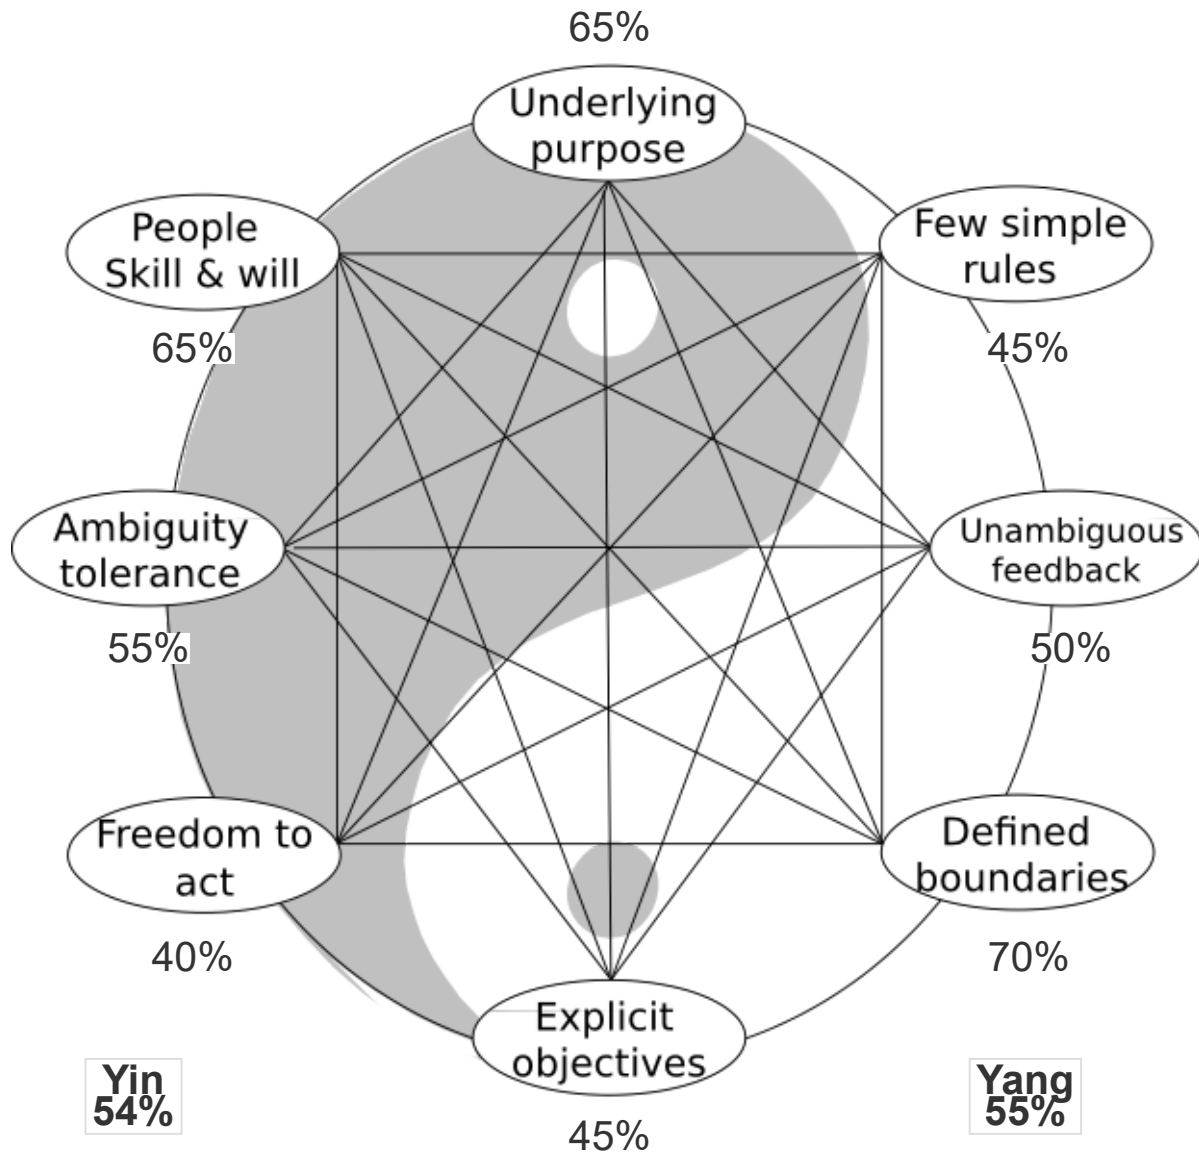 65%
Underlying
purpose
People
Skill & will
65%
Few simple
rules
45%
Ambiguity
tolerance
55%
Unambiguous
feedback
50%
Freedom to
act
40%
Defined
boundaries
70%
Explicit
objectives
45%
Yin
54%
Yang
55%